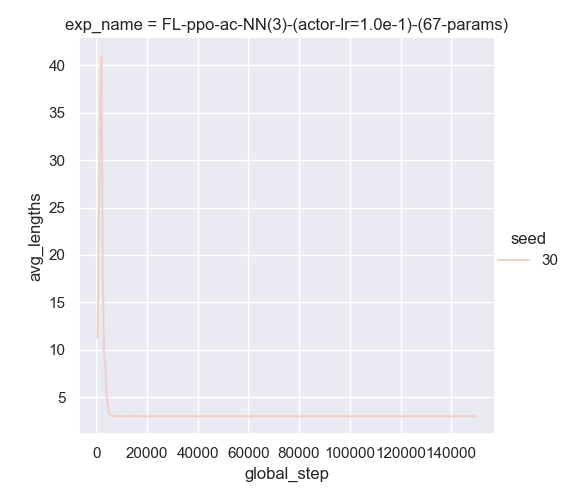 exp_name = FL-ppo-ac-NN(3)-(actor-lr=1.0e-1)-(67-params)
40
35
30
25
20
15
10
5
avg_lengths
seed
30
0 20000 40000 60000 80000 100000 120000 140000
global_step